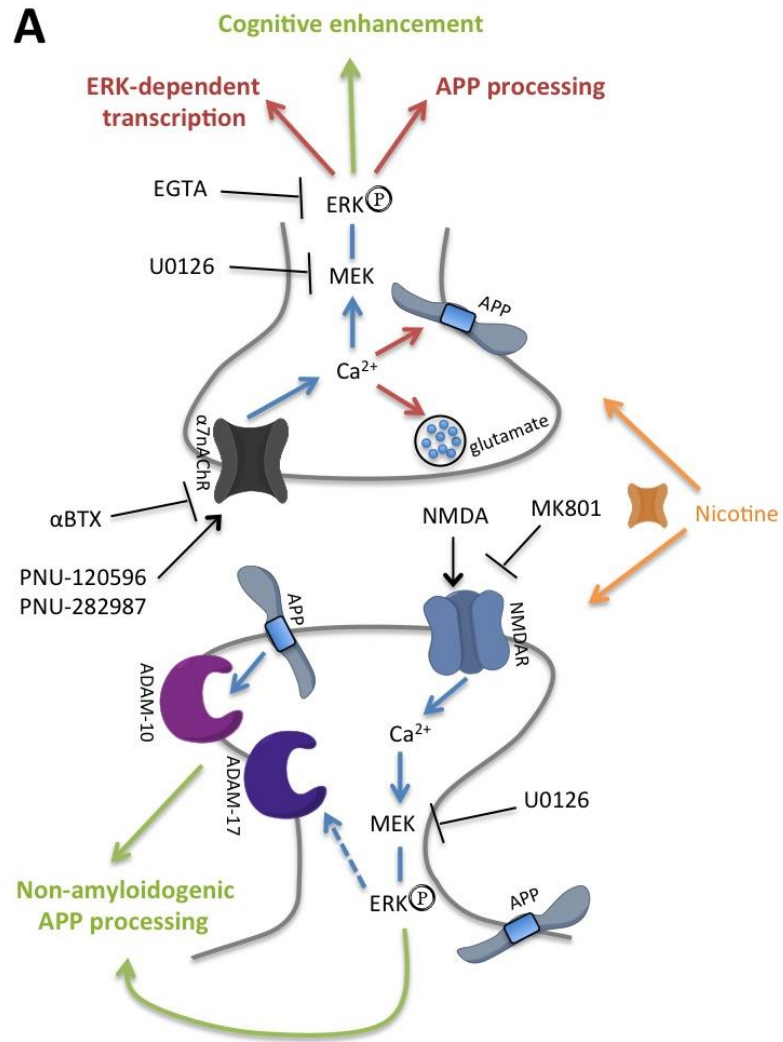 A
Cognitive enhancement
ERK-dependent
transcription
APP processing
EGTA
ERK P
U0126
MEK
APP
Ca²⁺
α7nAChR
glutamate
αBTX
NMDA
MK801
Nicotine
PNU-120596
PNU-282987
APP
NMDAR
ADAM-10
Ca²⁺
ADAM-17
MEK
U0126
Non-amyloidogenic
APP processing
ERK P
APP